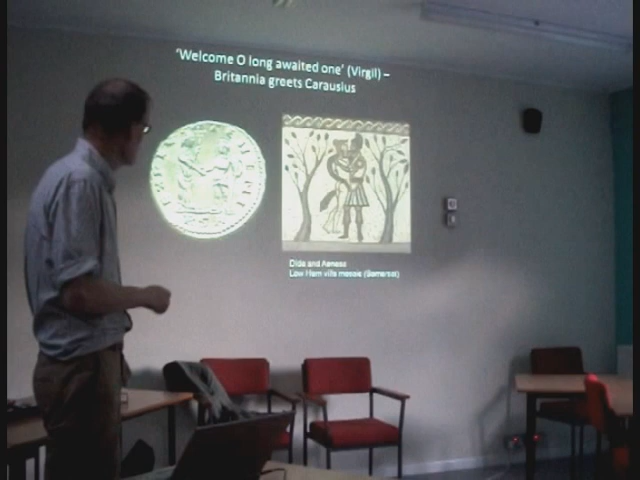 'Welcome O long awaited one' (Virgil) –
Britannia greets Carausius
Dido and Aeneas
Low Ham villa mosaic (Somerset)